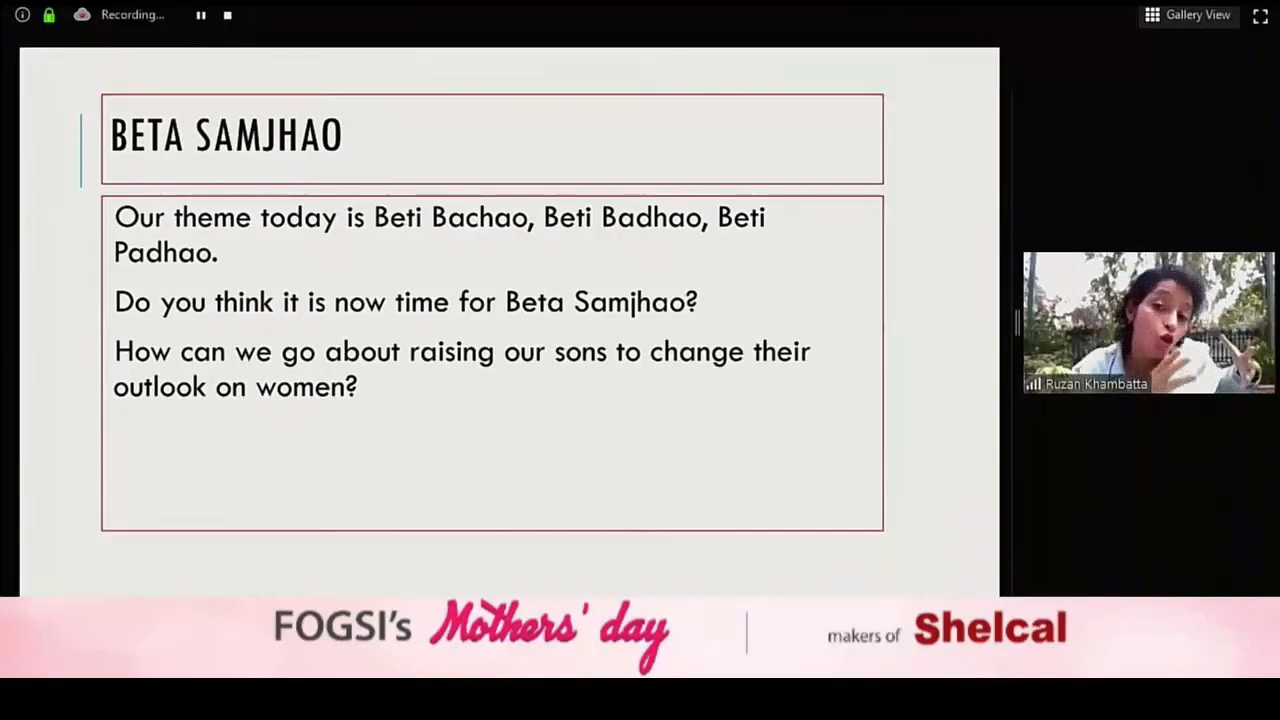 Recording...
Gallery View
BETA SAMJHAO
Our theme today is Beti Bachao, Beti Badhao, Beti
Padhao.
Do you think it is now time for Beta Samjhao?
How can we go about raising our sons to change their
outlook on women?
Ruzan Khambatta
FOGSI's Mothers' day
makers of Shelcal